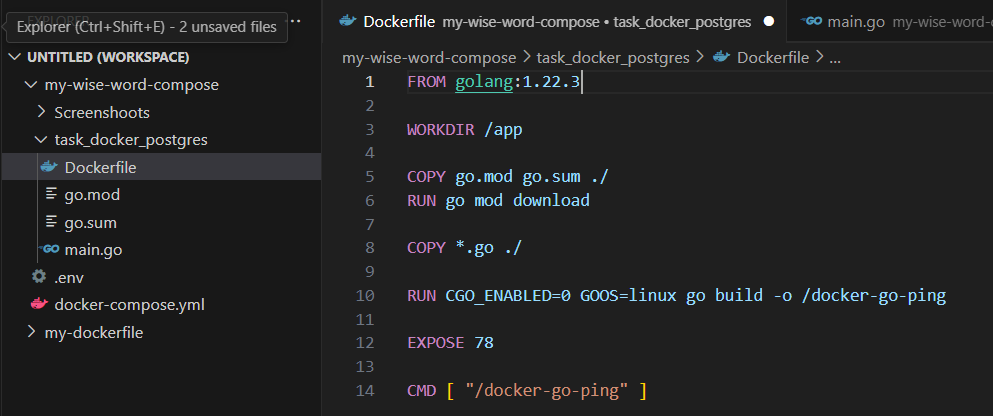 Explorer (Ctrl+Shift+E) - 2 unsaved files
UNTITLED (WORKSPACE)
my-wise-word-compose
Screenshoots
task_docker_postgres
Dockerfile
go.mod
go.sum
main.go
.env
docker-compose.yml
my-dockerfile
Dockerfile my-wise-word-compose • task_docker_postgres
main.go my-wise-word-
my-wise-word-compose > task_docker_postgres > Dockerfile > ...
1 FROM golang:1.22.3
2
3 WORKDIR /app
4
5 COPY go.mod go.sum ./
6 RUN go mod download
7
8 COPY *.go ./
9
10 RUN CGO_ENABLED=0 GOOS=linux go build -o /docker-go-ping
11
12 EXPOSE 78
13
14 CMD [ "/docker-go-ping" ]